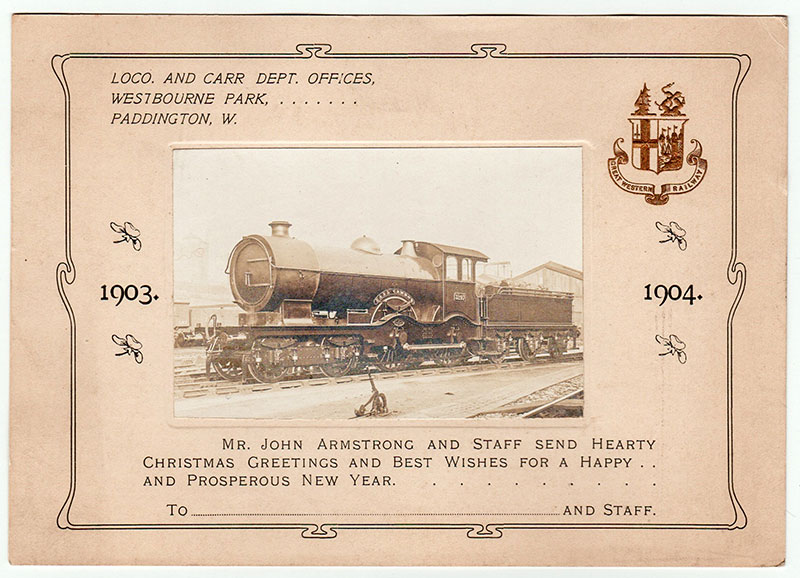 LOCO. AND CARR DEPT. OFFICES,
WESTBOURNE PARK, . . . . . . .
PADDINGTON, W.
GREAT WESTERN RAILWAY
1903.
1904.
MR. JOHN ARMSTRONG AND STAFF SEND HEARTY
CHRISTMAS GREETINGS AND BEST WISHES FOR A HAPPY . .
AND PROSPEROUS NEW YEAR. . . . . . . . . . .
TO ........................ AND STAFF.